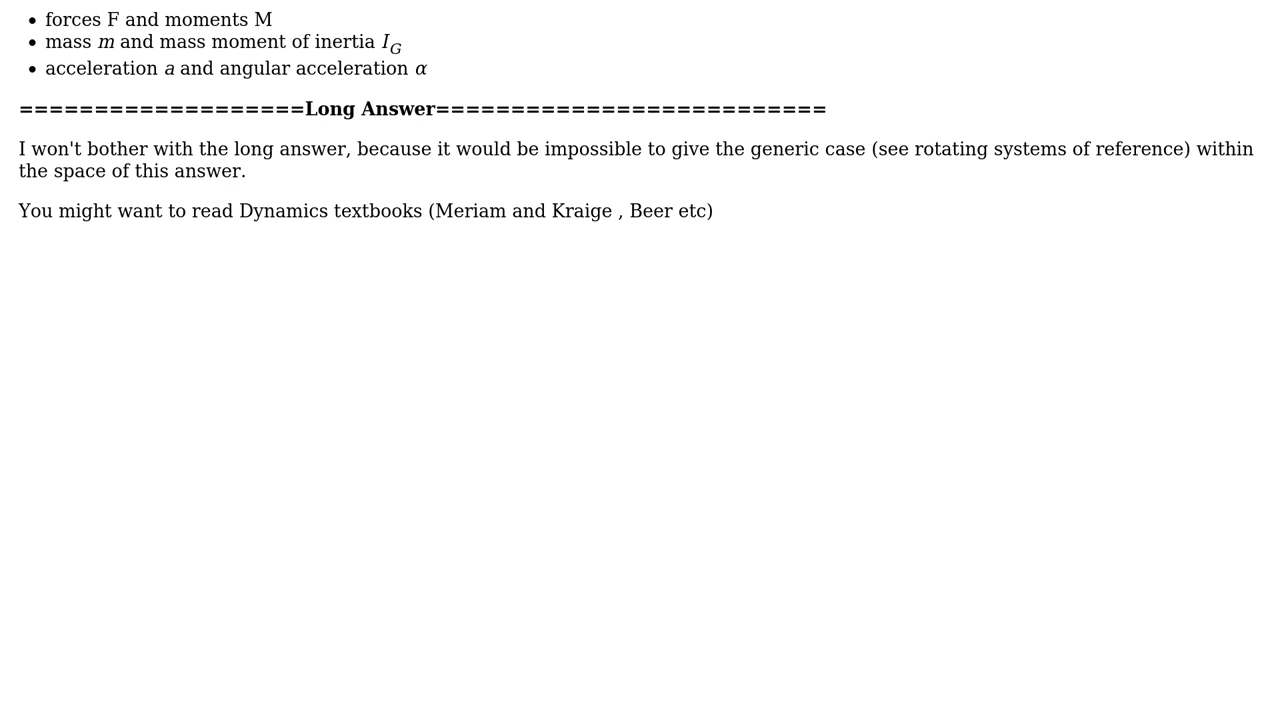 • forces F and moments M
• mass m and mass moment of inertia I_G
• acceleration a and angular acceleration α
===================Long Answer==========================
I won't bother with the long answer, because it would be impossible to give the generic case (see rotating systems of reference) within
the space of this answer.
You might want to read Dynamics textbooks (Meriam and Kraige , Beer etc)